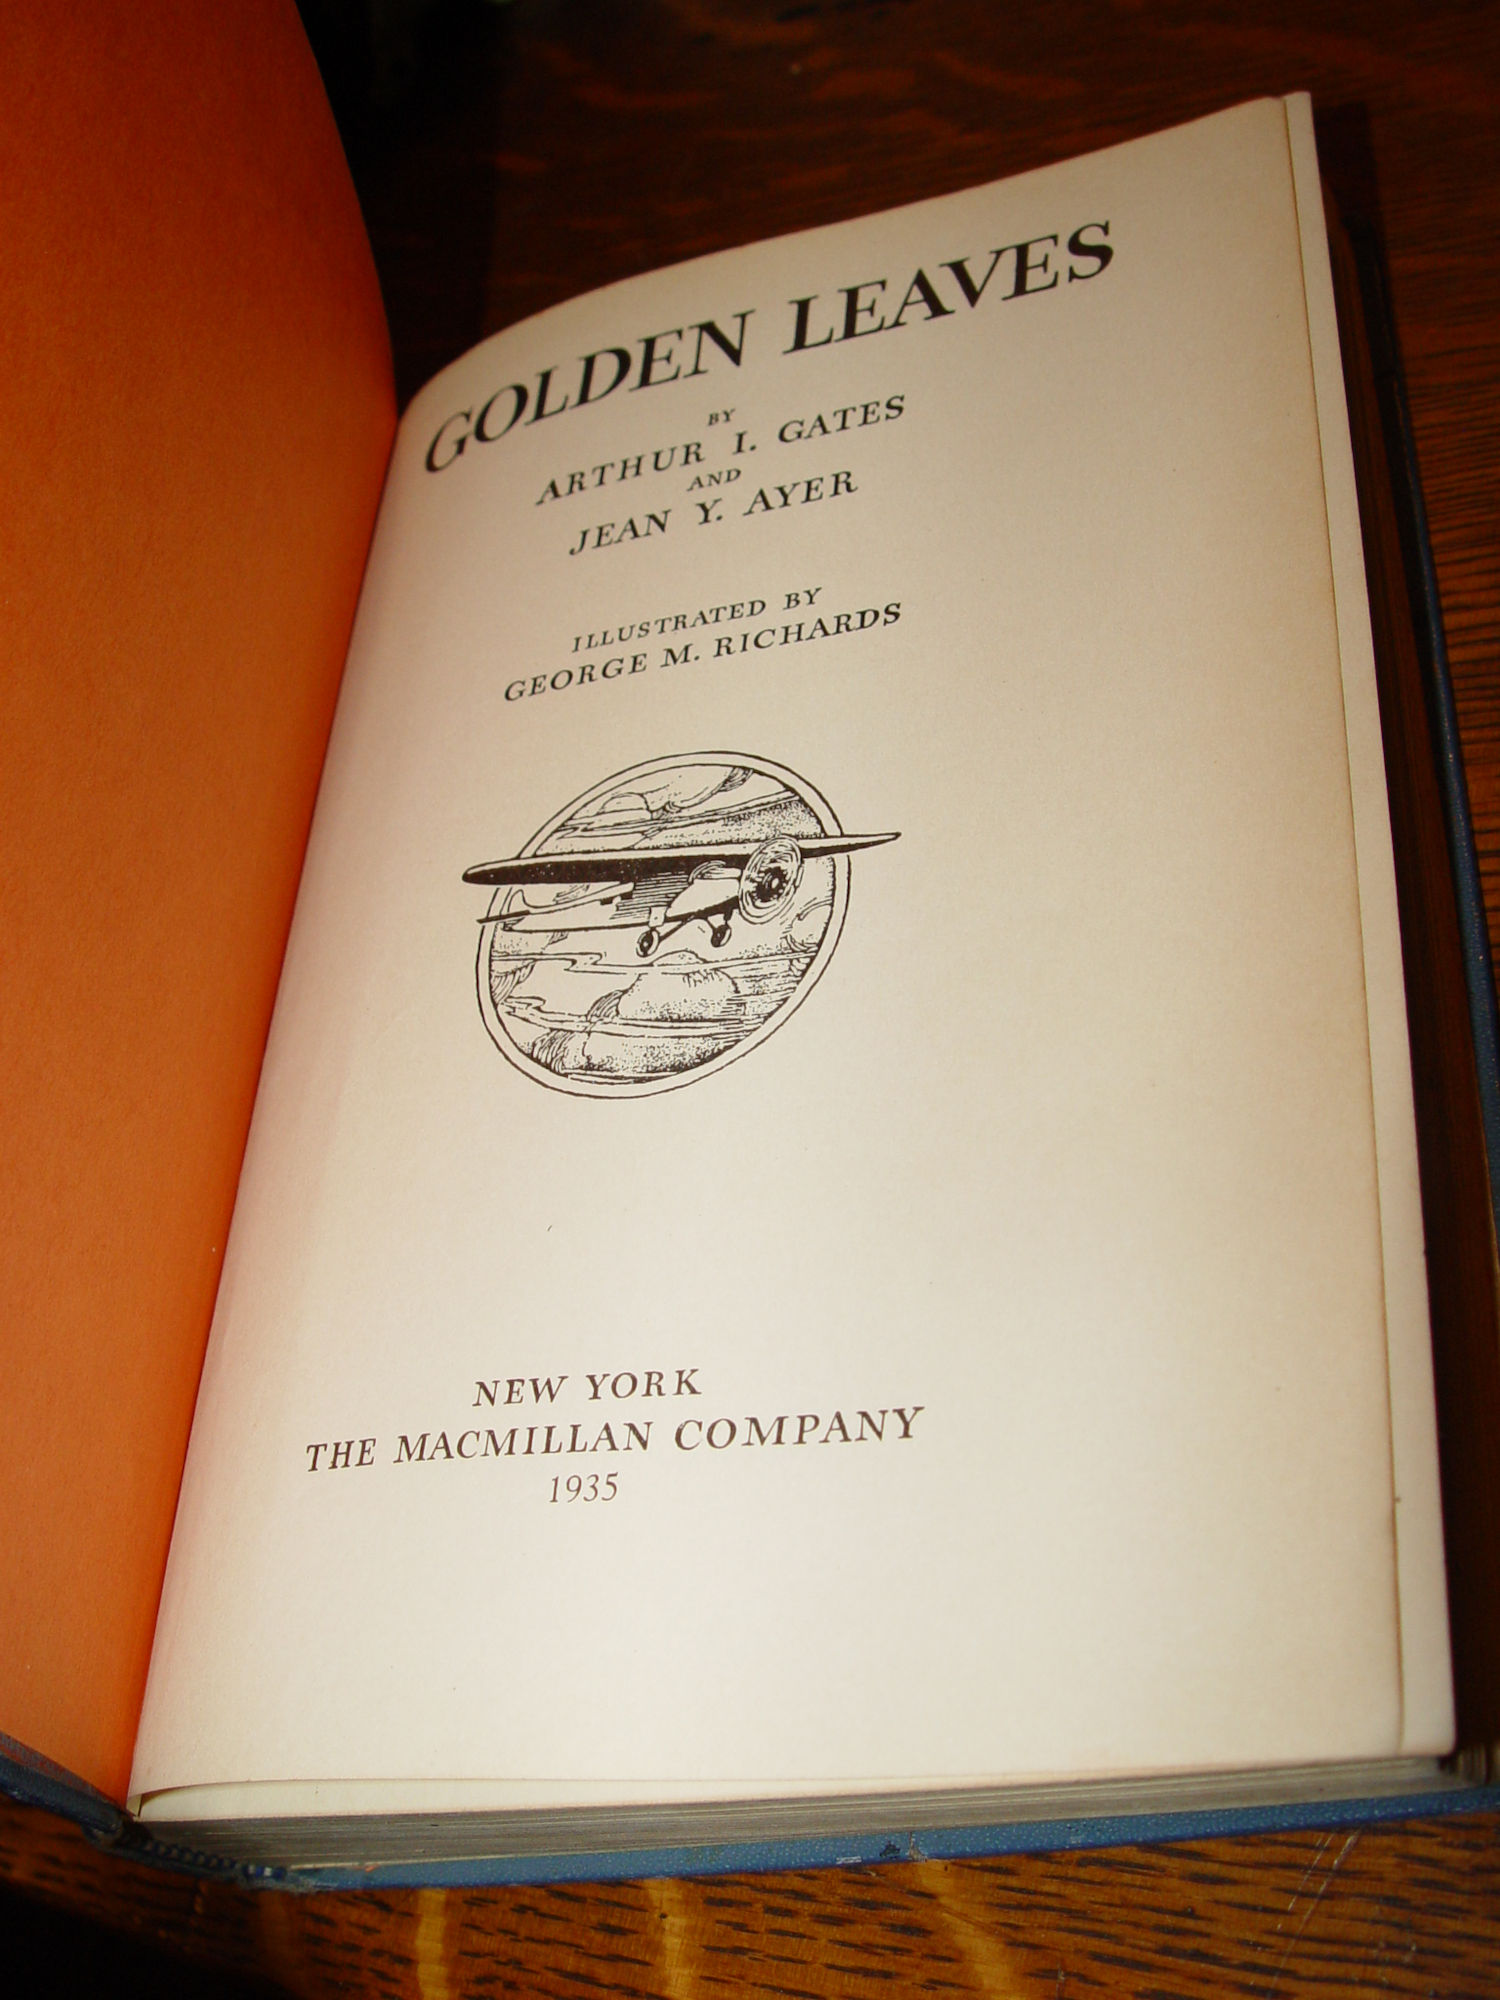 GOLDEN LEAVES
BY
ARTHUR I. GATES
AND
JEAN Y. AYER
ILLUSTRATED BY
GEORGE M. RICHARDS
NEW YORK
THE MACMILLAN COMPANY
1935